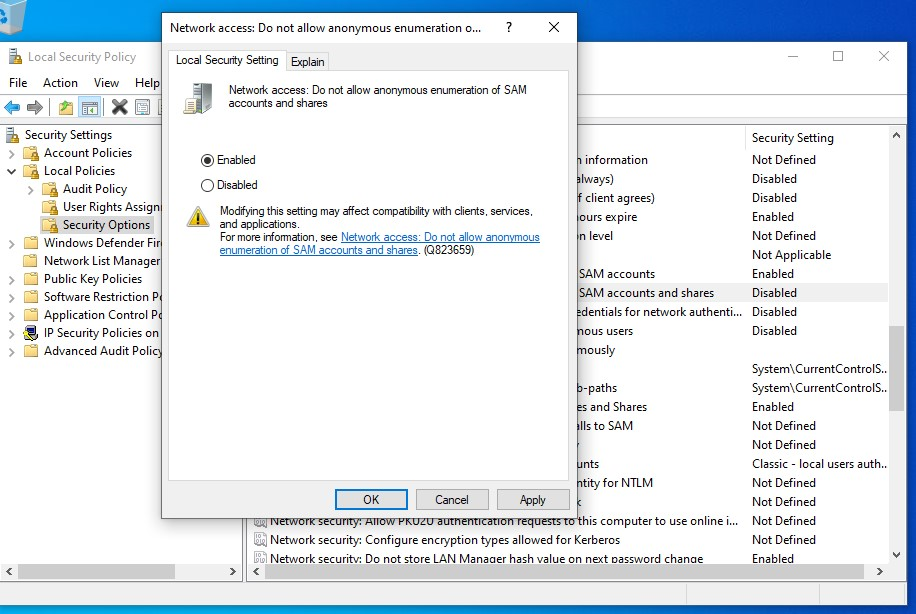 Network access: Do not allow anonymous enumeration o...
?
Local Security Policy
File Action View Help
Local Security Setting Explain
Network access: Do not allow anonymous enumeration of SAM
accounts and shares
Enabled
Disabled
Modifying this setting may affect compatibility with clients, services,
and applications.
For more information, see Network access: Do not allow anonymous
enumeration of SAM accounts and shares. (Q823659)
OK Cancel Apply
Security Settings
Account Policies
Local Policies
Audit Policy
User Rights Assign
Security Options
Windows Defender Fire
Network List Manager
Public Key Policies
Software Restriction Po
Application Control Po
IP Security Policies on
Advanced Audit Policy
Security Setting
n information Not Defined
always) Disabled
f client agrees) Disabled
ours expire Enabled
n level Not Defined
Not Applicable
SAM accounts Enabled
SAM accounts and shares Disabled
edentials for network authenti... Disabled
mous users Disabled
mously
System\CurrentControlS..
b-paths System\CurrentControlS..
es and Shares Enabled
alls to SAM Not Defined
Not Defined
unts Classic - local users auth..
ntity for NTLM Not Defined
k Not Defined
Network security: Allow PKU2U authentication requests to this computer to use online i... Not Defined
Network security: Configure encryption types allowed for Kerberos Not Defined
Network security: Do not store LAN Manager hash value on next password change Enabled